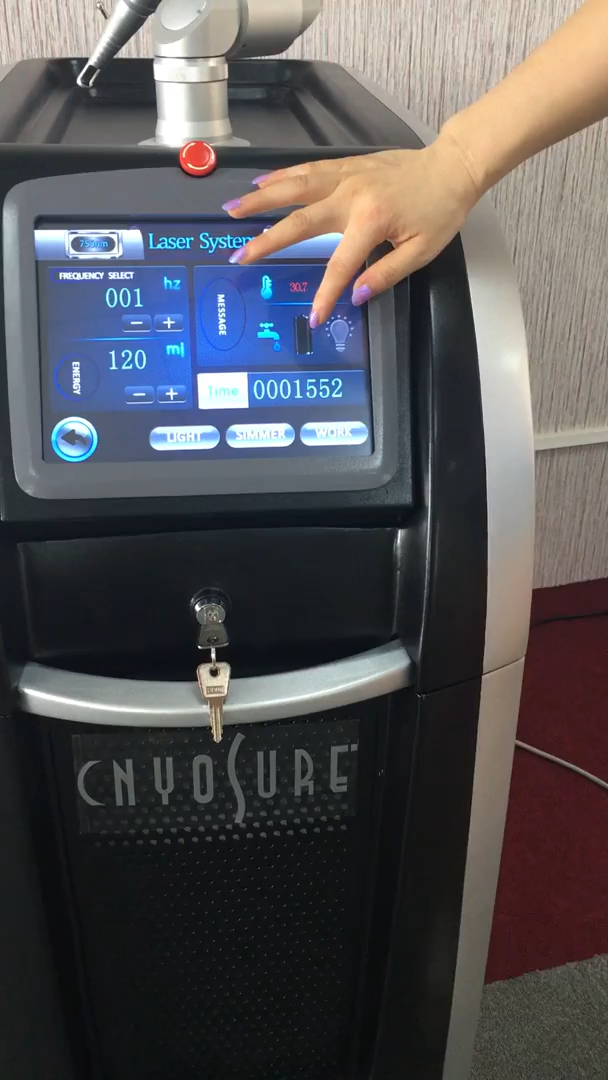 755nm
Laser System
FREQUENCY SELECT
001 hz
ENERGY
120 mj
MESSAGE
30.7
Time 0001552
LIGHT SIMMER WORK
CNYOSURE